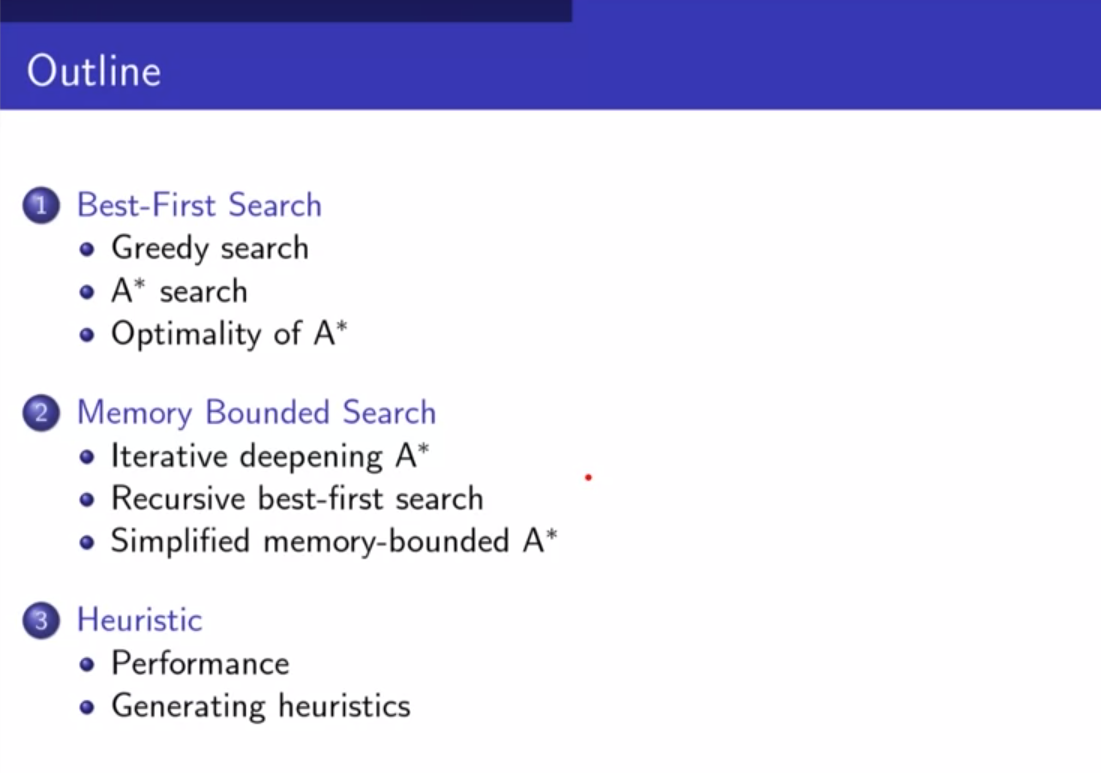 Outline
1 Best-First Search
• Greedy search
• A* search
• Optimality of A*
2 Memory Bounded Search
• Iterative deepening A*
• Recursive best-first search
• Simplified memory-bounded A*
3 Heuristic
• Performance
• Generating heuristics